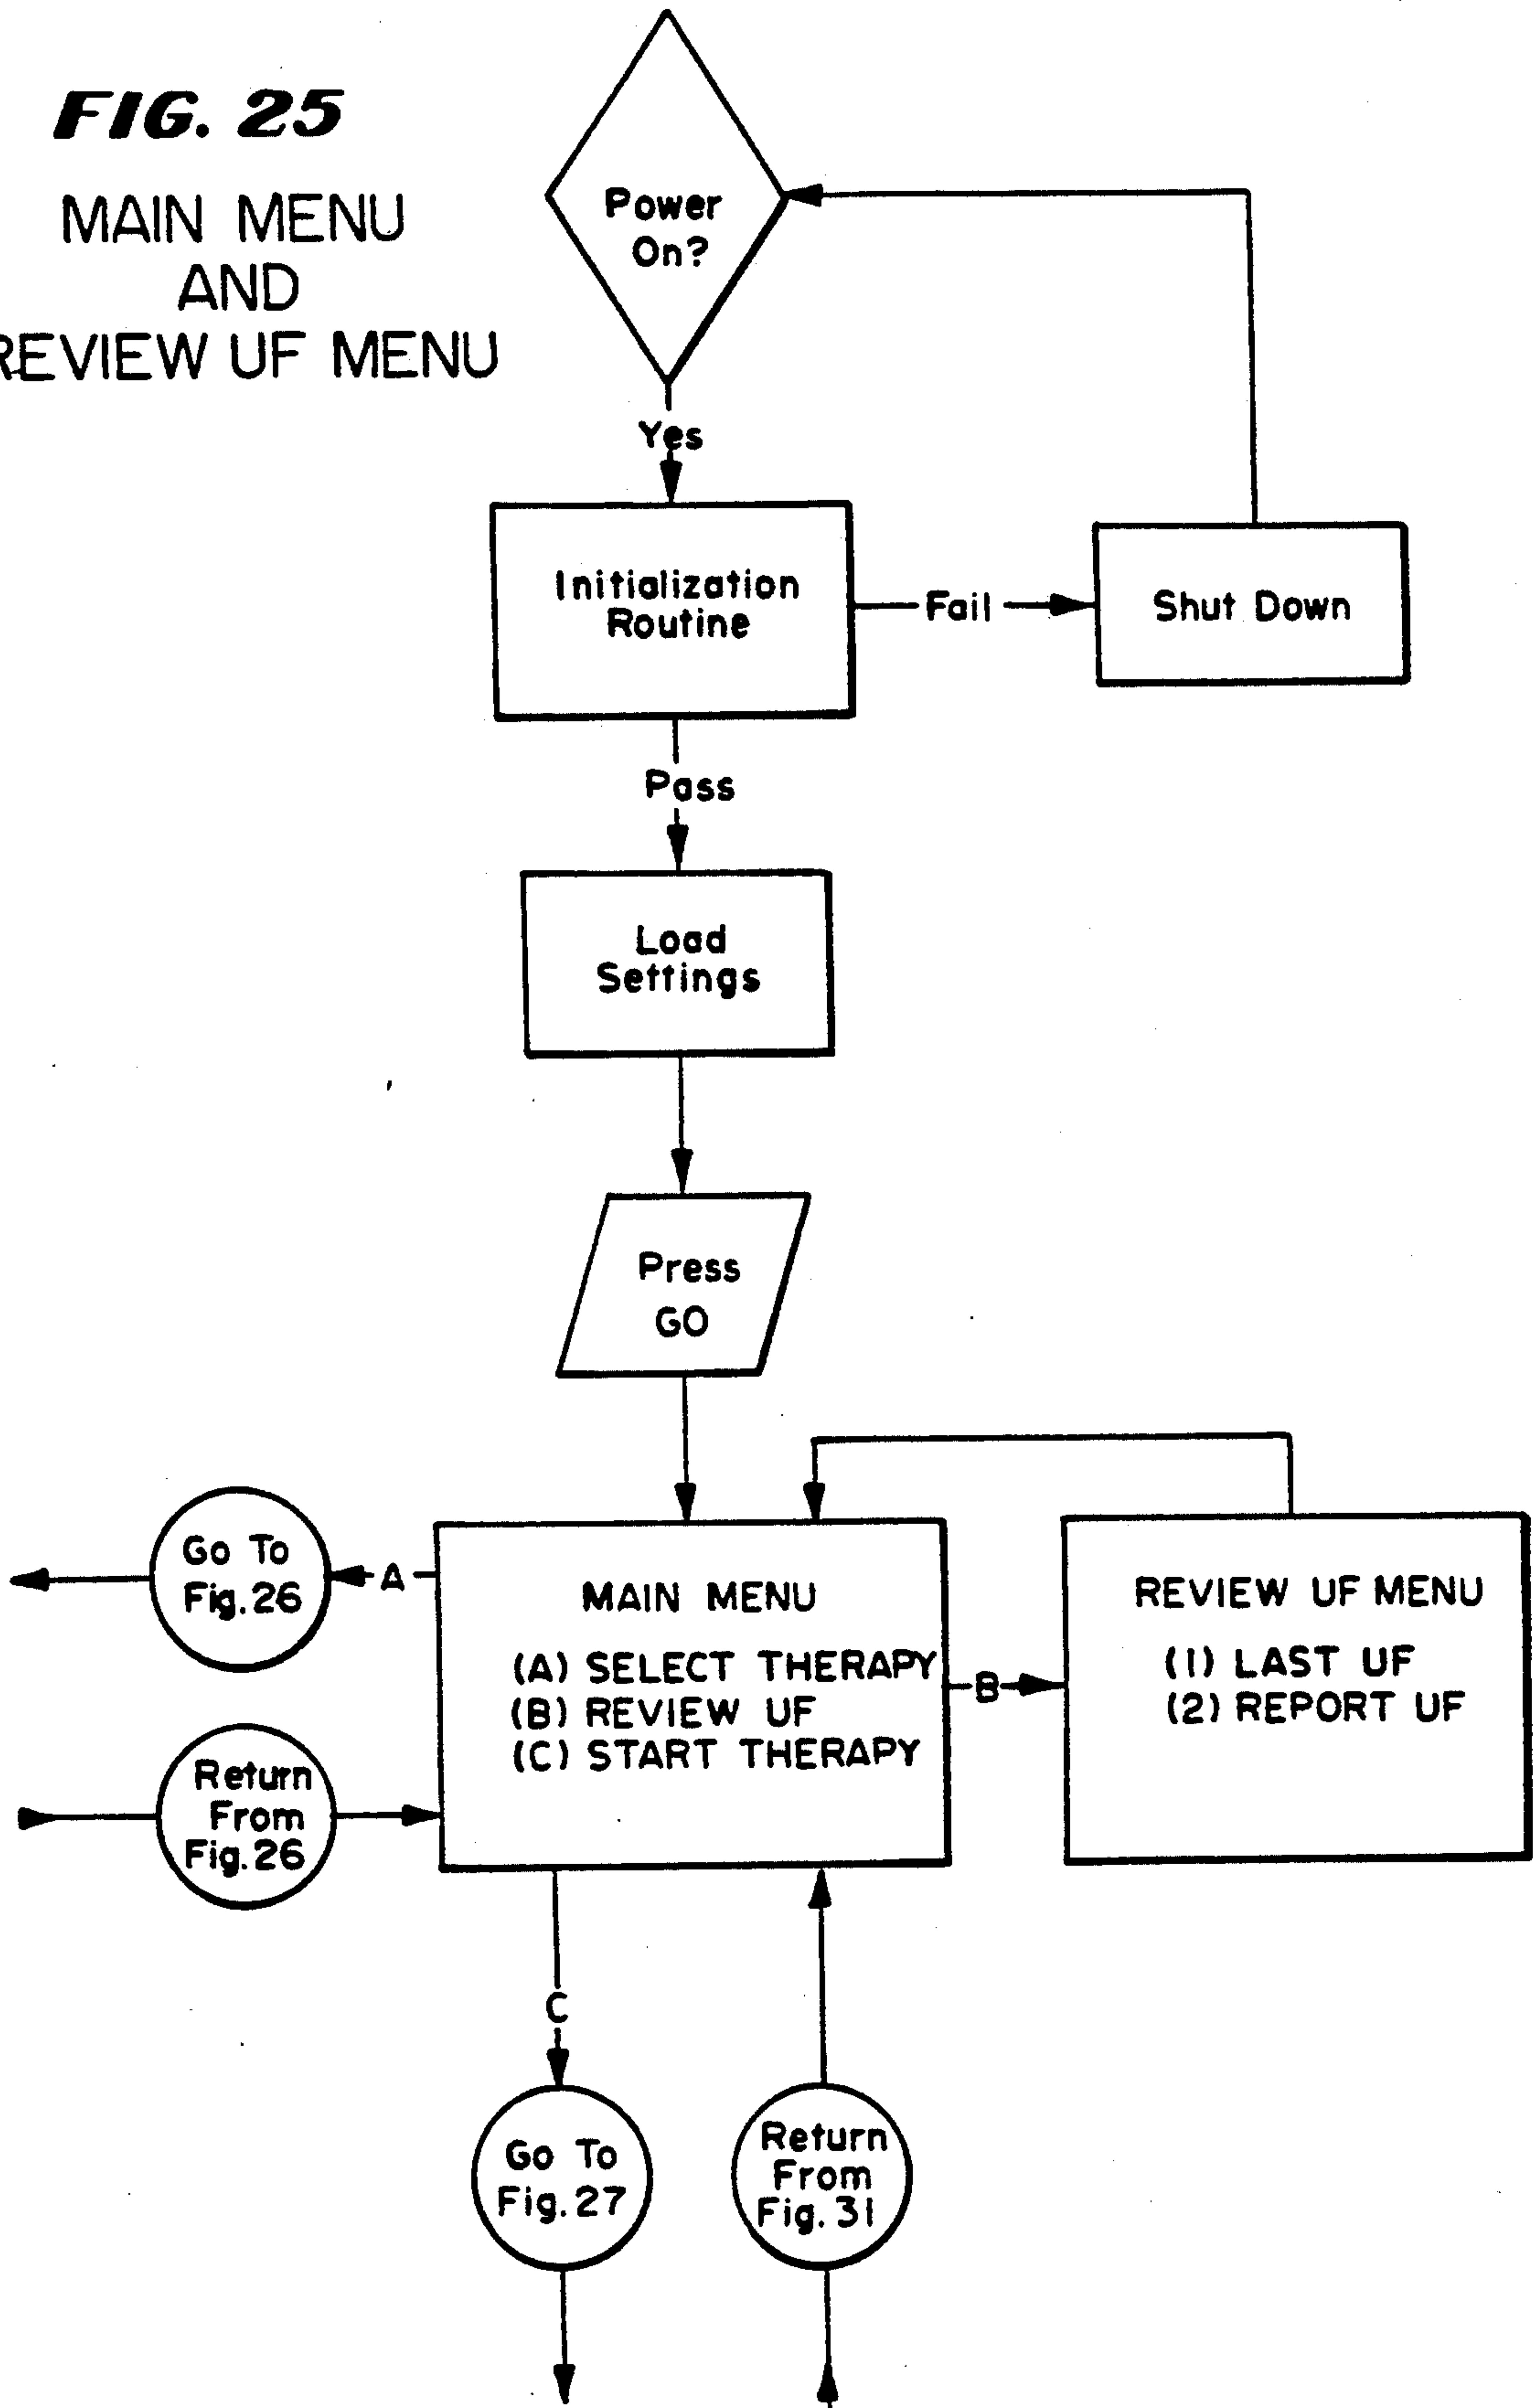 FIG. 25
MAIN MENU
AND
REVIEW UF MENU
Power
On?
Yes
Initialization
Routine
Fail
Shut Down
Pass
Load
Settings
Press
GO
Go To
Fig. 26
A
MAIN MENU
(A) SELECT THERAPY
(B) REVIEW UF
(C) START THERAPY
B
REVIEW UF MENU
(1) LAST UF
(2) REPORT UF
Return
From
Fig. 26
C
Go To
Fig. 27
Return
From
Fig. 31